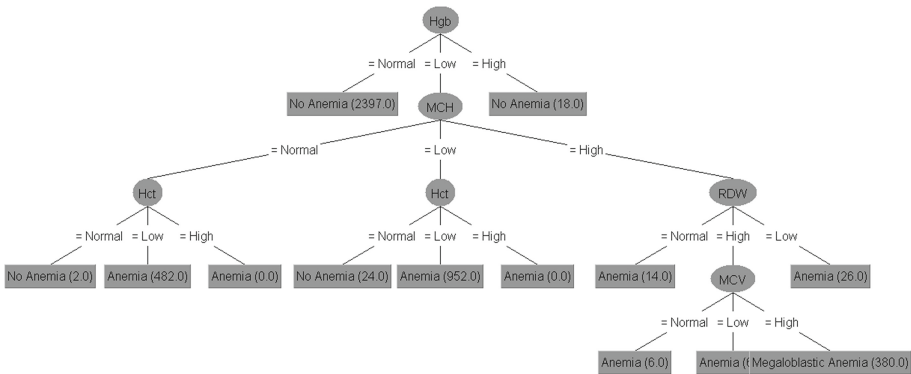 Hgb
= Normal = Low = High
No Anemia (2397.0) MCH No Anemia (18.0)
= Normal = Low = High
Hct Hct RDW
= Normal = Low = High = Normal = Low = High = Normal = High = Low
No Anemia (2.0) Anemia (482.0) Anemia (0.0) No Anemia (24.0) Anemia (952.0) Anemia (0.0) Anemia (14.0) MCV Anemia (26.0)
= Normal = Low = High
Anemia (6.0) Anemia Megaloblastic Anemia (380.0)